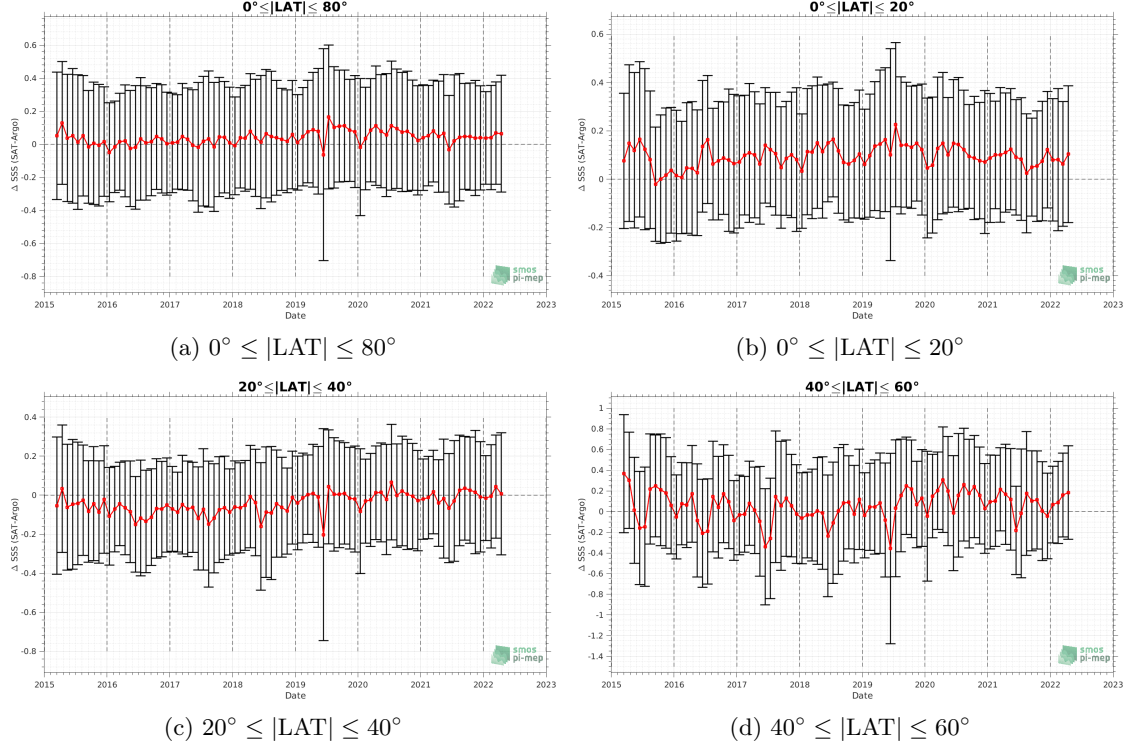 0°≤|LAT|≤ 80°
Δ SSS (SAT-Argo)
0.6
0.4
0.2
0
-0.2
-0.4
-0.6
-0.8
2015 2016 2017 2018 2019 2020 2021 2022 2023
Date
smos
pi-mep
(a) 0° ≤ |LAT| ≤ 80°
0°≤|LAT|≤ 20°
Δ SSS (SAT-Argo)
0.6
0.4
0.2
0
-0.2
-0.4
2015 2016 2017 2018 2019 2020 2021 2022 2023
Date
smos
pi-mep
(b) 0° ≤ |LAT| ≤ 20°
20°≤|LAT|≤ 40°
Δ SSS (SAT-Argo)
0.4
0.2
0
-0.2
-0.4
-0.6
-0.8
2015 2016 2017 2018 2019 2020 2021 2022 2023
Date
smos
pi-mep
(c) 20° ≤ |LAT| ≤ 40°
40°≤|LAT|≤ 60°
Δ SSS (SAT-Argo)
1
0.8
0.6
0.4
0.2
0
-0.2
-0.4
-0.6
-0.8
-1
-1.2
-1.4
2015 2016 2017 2018 2019 2020 2021 2022 2023
Date
smos
pi-mep
(d) 40° ≤ |LAT| ≤ 60°